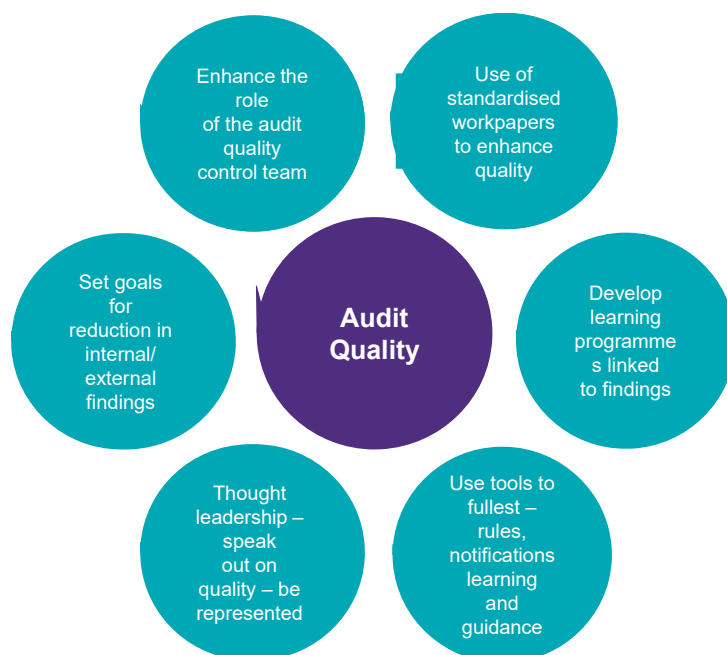 Enhance the
role
of the audit
quality
control team
Use of
standardised
workpapers
to enhance
quality
Set goals
for
reduction in
internal/
external
findings
Audit
Quality
Develop
learning
programme
s linked
to findings
Thought
leadership –
speak
out on
quality – be
represented
Use tools to
fullest –
rules,
notifications
learning
and
guidance